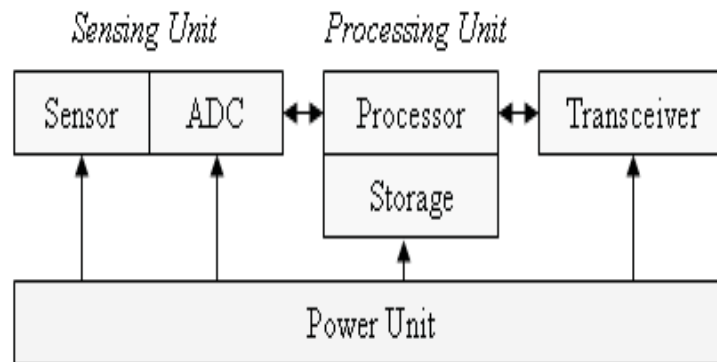 Sensing Unit Processing Unit
Sensor ADC Processor Transceiver
Storage
Power Unit